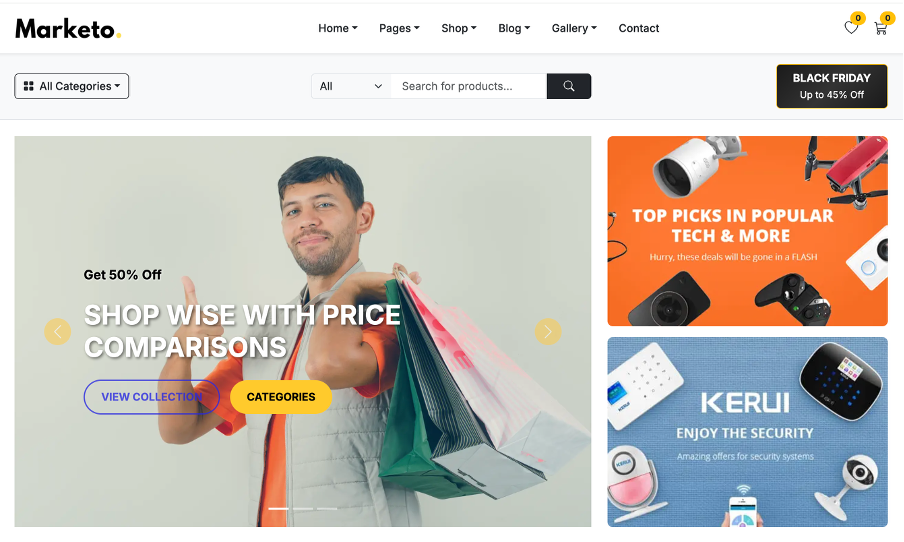 Marketo.
Home
Pages
Shop
Blog
Gallery
Contact
0
0
All Categories
All
Search for products...
BLACK FRIDAY
Up to 45% Off
Get 50% Off
SHOP WISE WITH PRICE
COMPARISONS
VIEW COLLECTION
CATEGORIES
TOP PICKS IN POPULAR
TECH & MORE
Hurry, these deals will be gone in a FLASH
KERUI
ENJOY THE SECURITY
Amazing offers for security systems
KERUI
KERUI